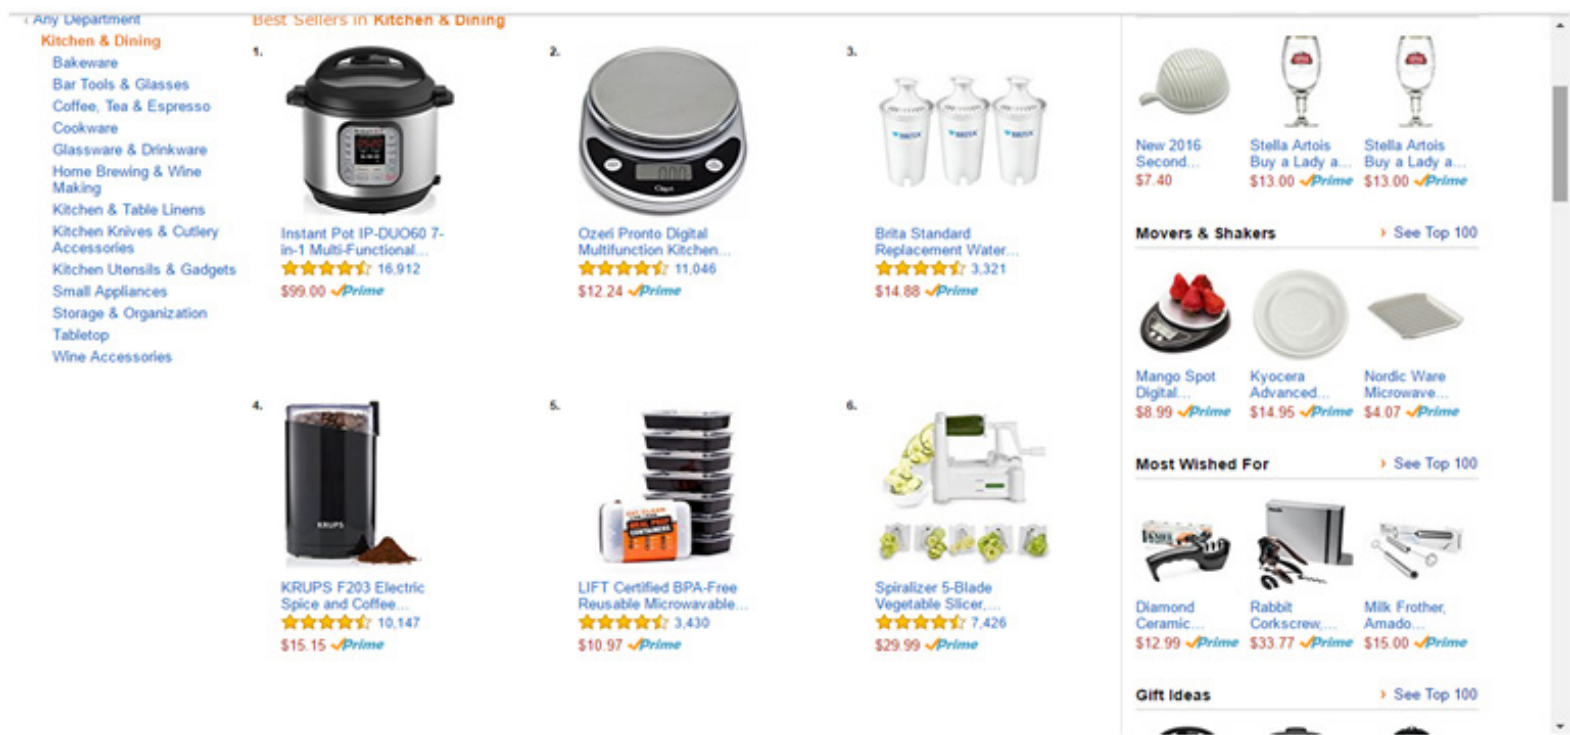 ‹ Any Department
Kitchen & Dining
Bakeware
Bar Tools & Glasses
Coffee, Tea & Espresso
Cookware
Glassware & Drinkware
Home Brewing & Wine
Making
Kitchen & Table Linens
Kitchen Knives & Cutlery
Accessories
Kitchen Utensils & Gadgets
Small Appliances
Storage & Organization
Tabletop
Wine Accessories
Best Sellers in Kitchen & Dining
1.
Instant Pot IP-DUO60 7-
in-1 Multi-Functional...
16,912
$99.00 Prime
2.
Ozeri
Ozeri Pronto Digital
Multifunction Kitchen...
11,046
$12.24 Prime
3.
BRITA BRITA BRITA
Brita Standard
Replacement Water...
3,321
$14.88 Prime
4.
KRUPS
KRUPS F203 Electric
Spice and Coffee...
10,147
$15.15 Prime
5.
MEAL PREP
CONTAINERS
LIFT Certified BPA-Free
Reusable Microwavable...
3,430
$10.97 Prime
6.
Spiralizer 5-Blade
Vegetable Slicer,...
7,426
$29.99 Prime
New 2016
Second...
$7.40
Stella Artois
Buy a Lady a...
$13.00 Prime
Stella Artois
Buy a Lady a...
$13.00 Prime
Movers & Shakers
› See Top 100
Mango Spot
Digital...
$8.99 Prime
Kyocera
Advanced...
$14.95 Prime
Nordic Ware
Microwave...
$4.07 Prime
Most Wished For
› See Top 100
Diamond
Ceramic...
$12.99 Prime
Rabbit
Corkscrew,...
$33.77 Prime
Milk Frother,
Amado...
$15.00 Prime
Gift Ideas
› See Top 100